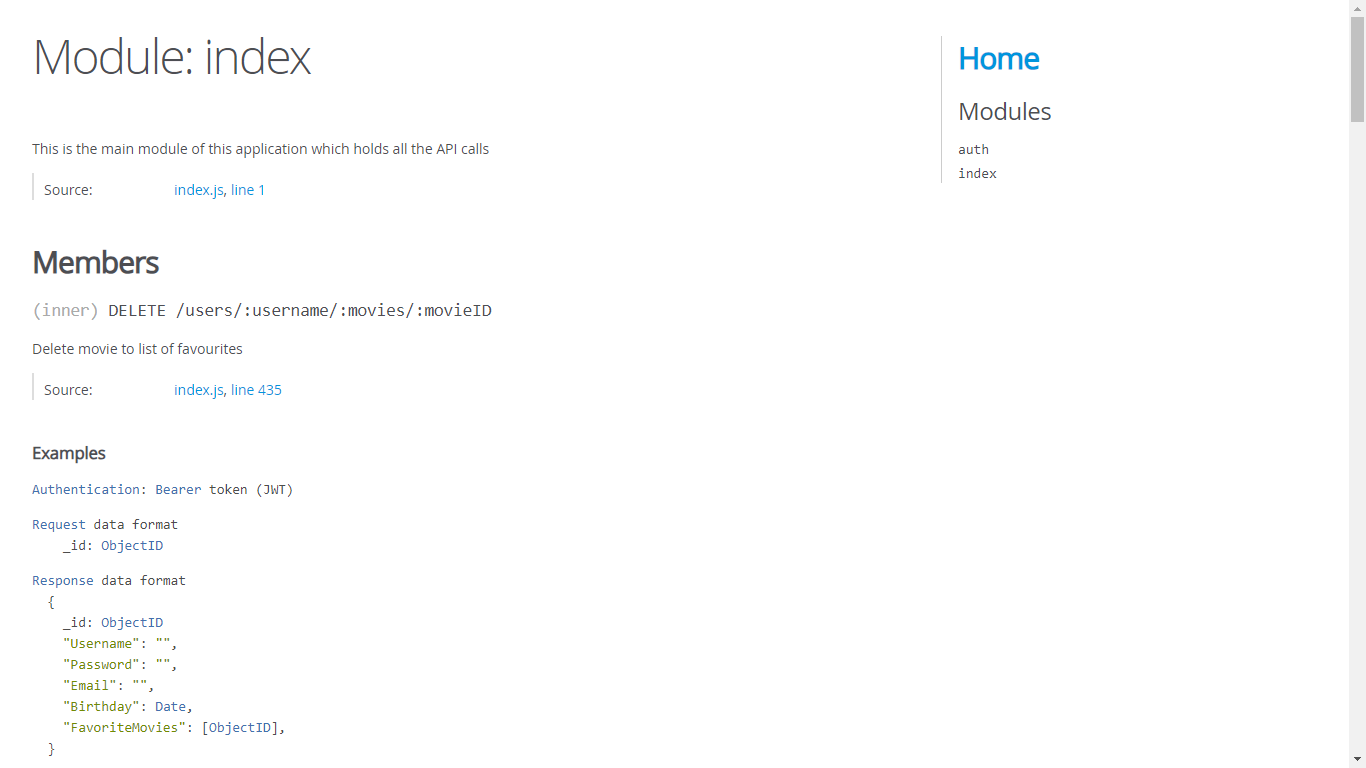 Module: index
This is the main module of this application which holds all the API calls
Source: index.js, line 1
Members
(inner) DELETE /users/:username/:movies/:movieID
Delete movie to list of favourites
Source: index.js, line 435
Examples
Authentication: Bearer token (JWT)
Request data format
    _id: ObjectID
Response data format
  {
    _id: ObjectID
    "Username": "",
    "Password": "",
    "Email": "",
    "Birthday": Date,
    "FavoriteMovies": [ObjectID],
  }
Home
Modules
auth
index